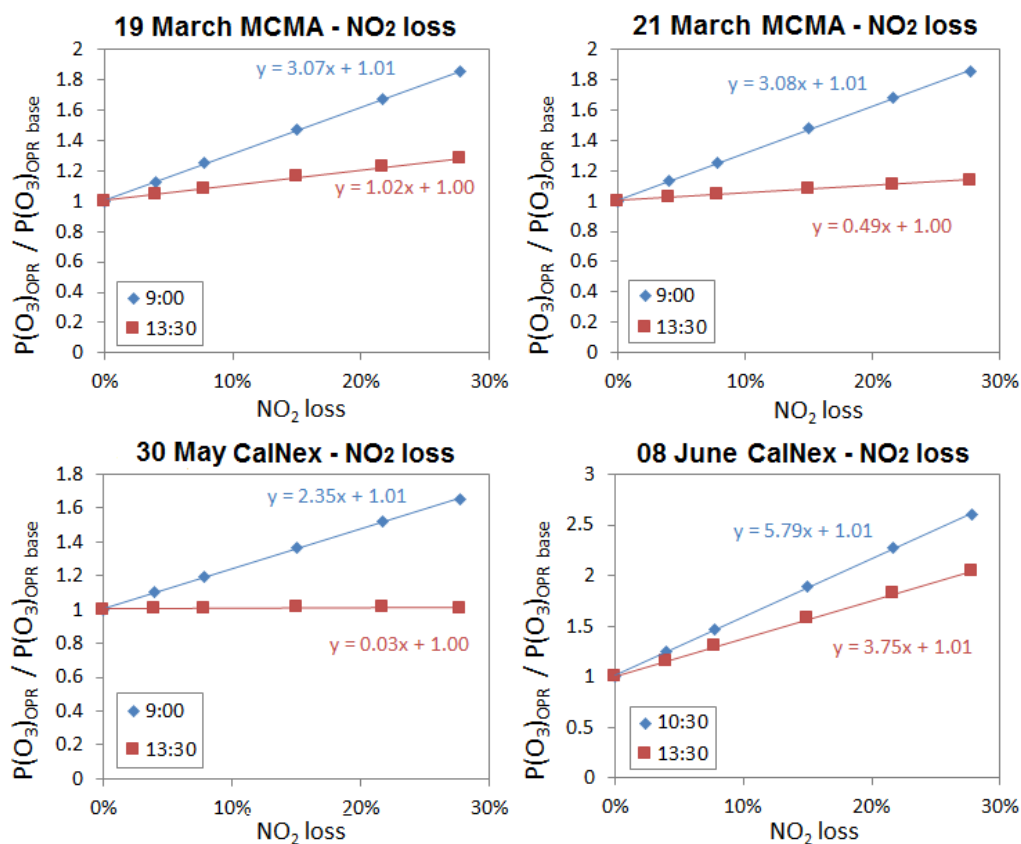 19 March MCMA - NO₂ loss
P(O₃)OPR / P(O₃)OPR base
2
1.8
1.6
1.4
1.2
1
0.8
0.6
0.4
0.2
0
y = 3.07x + 1.01
y = 1.02x + 1.00
9:00
13:30
0% 10% 20% 30%
NO₂ loss
21 March MCMA - NO₂ loss
P(O₃)OPR / P(O₃)OPR base
2
1.8
1.6
1.4
1.2
1
0.8
0.6
0.4
0.2
0
y = 3.08x + 1.01
y = 0.49x + 1.00
9:00
13:30
0% 10% 20% 30%
NO₂ loss
30 May CalNex - NO₂ loss
P(O₃)OPR / P(O₃)OPR base
1.8
1.6
1.4
1.2
1
0.8
0.6
0.4
0.2
0
y = 2.35x + 1.01
y = 0.03x + 1.00
9:00
13:30
0% 10% 20% 30%
NO₂ loss
08 June CalNex - NO₂ loss
P(O₃)OPR / P(O₃)OPR base
3
2.5
2
1.5
1
0.5
0
y = 5.79x + 1.01
y = 3.75x + 1.01
10:30
13:30
0% 10% 20% 30%
NO₂ loss